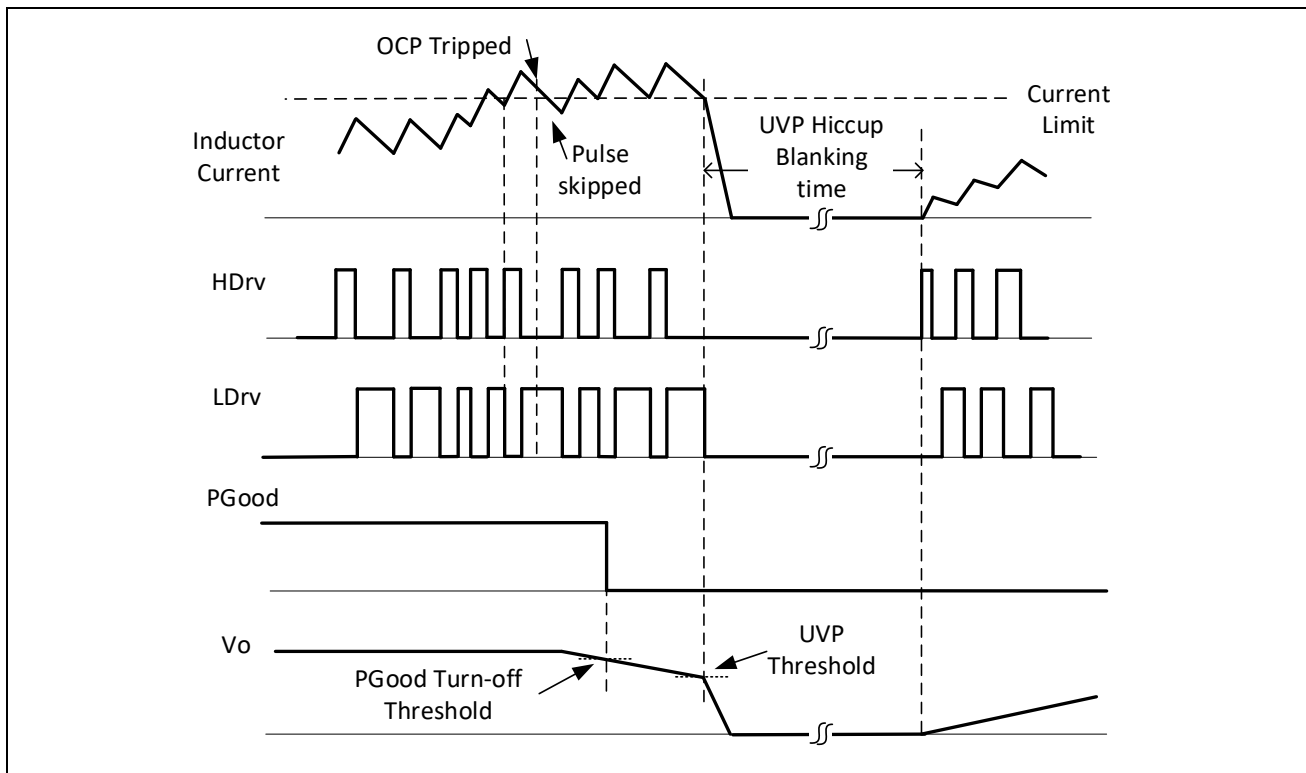 OCP Tripped
Inductor
Current
Pulse
skipped
UVP Hiccup
Blanking
time
Current
Limit
HDrv
LDrv
PGood
Vo
PGood Turn-off
Threshold
UVP
Threshold